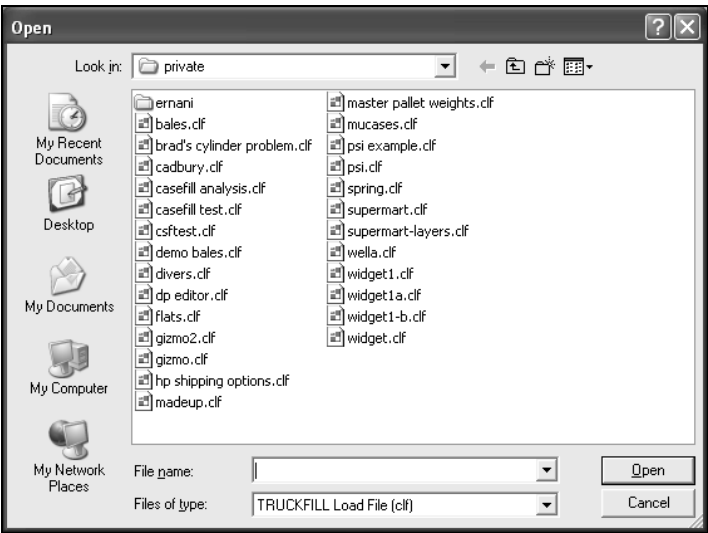 Open
Look in: private
My Recent
Documents
Desktop
My Documents
My Computer
My Network
Places
ernani
bales.clf
brad's cylinder problem.clf
cadbury.clf
casefill analysis.clf
casefill test.clf
csftest.clf
demo bales.clf
divers.clf
dp editor.clf
flats.clf
gizmo2.clf
gizmo.clf
hp shipping options.clf
madeup.clf
master pallet weights.clf
mucases.clf
psi example.clf
psi.clf
spring.clf
supermart.clf
supermart-layers.clf
wella.clf
widget1.clf
widget1a.clf
widget1-b.clf
widget.clf
File name:
Open
Files of type: TRUCKFILL Load File (clf)
Cancel